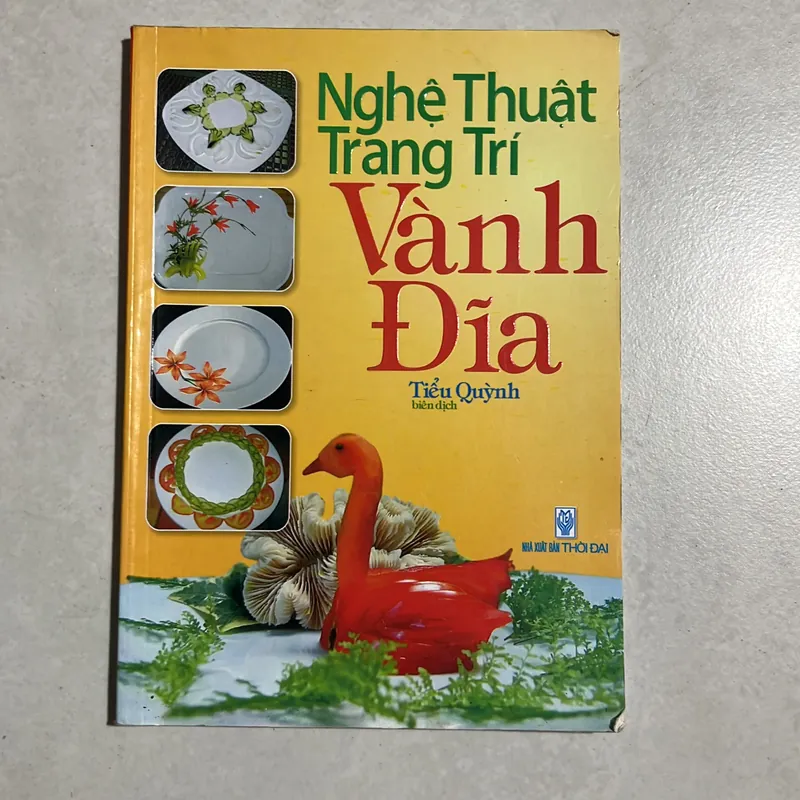 Nghệ Thuật
Trang Trí
Vành
Đĩa
Tiểu Quỳnh
biên dịch
NHÀ XUẤT BẢN THỜI ĐẠI